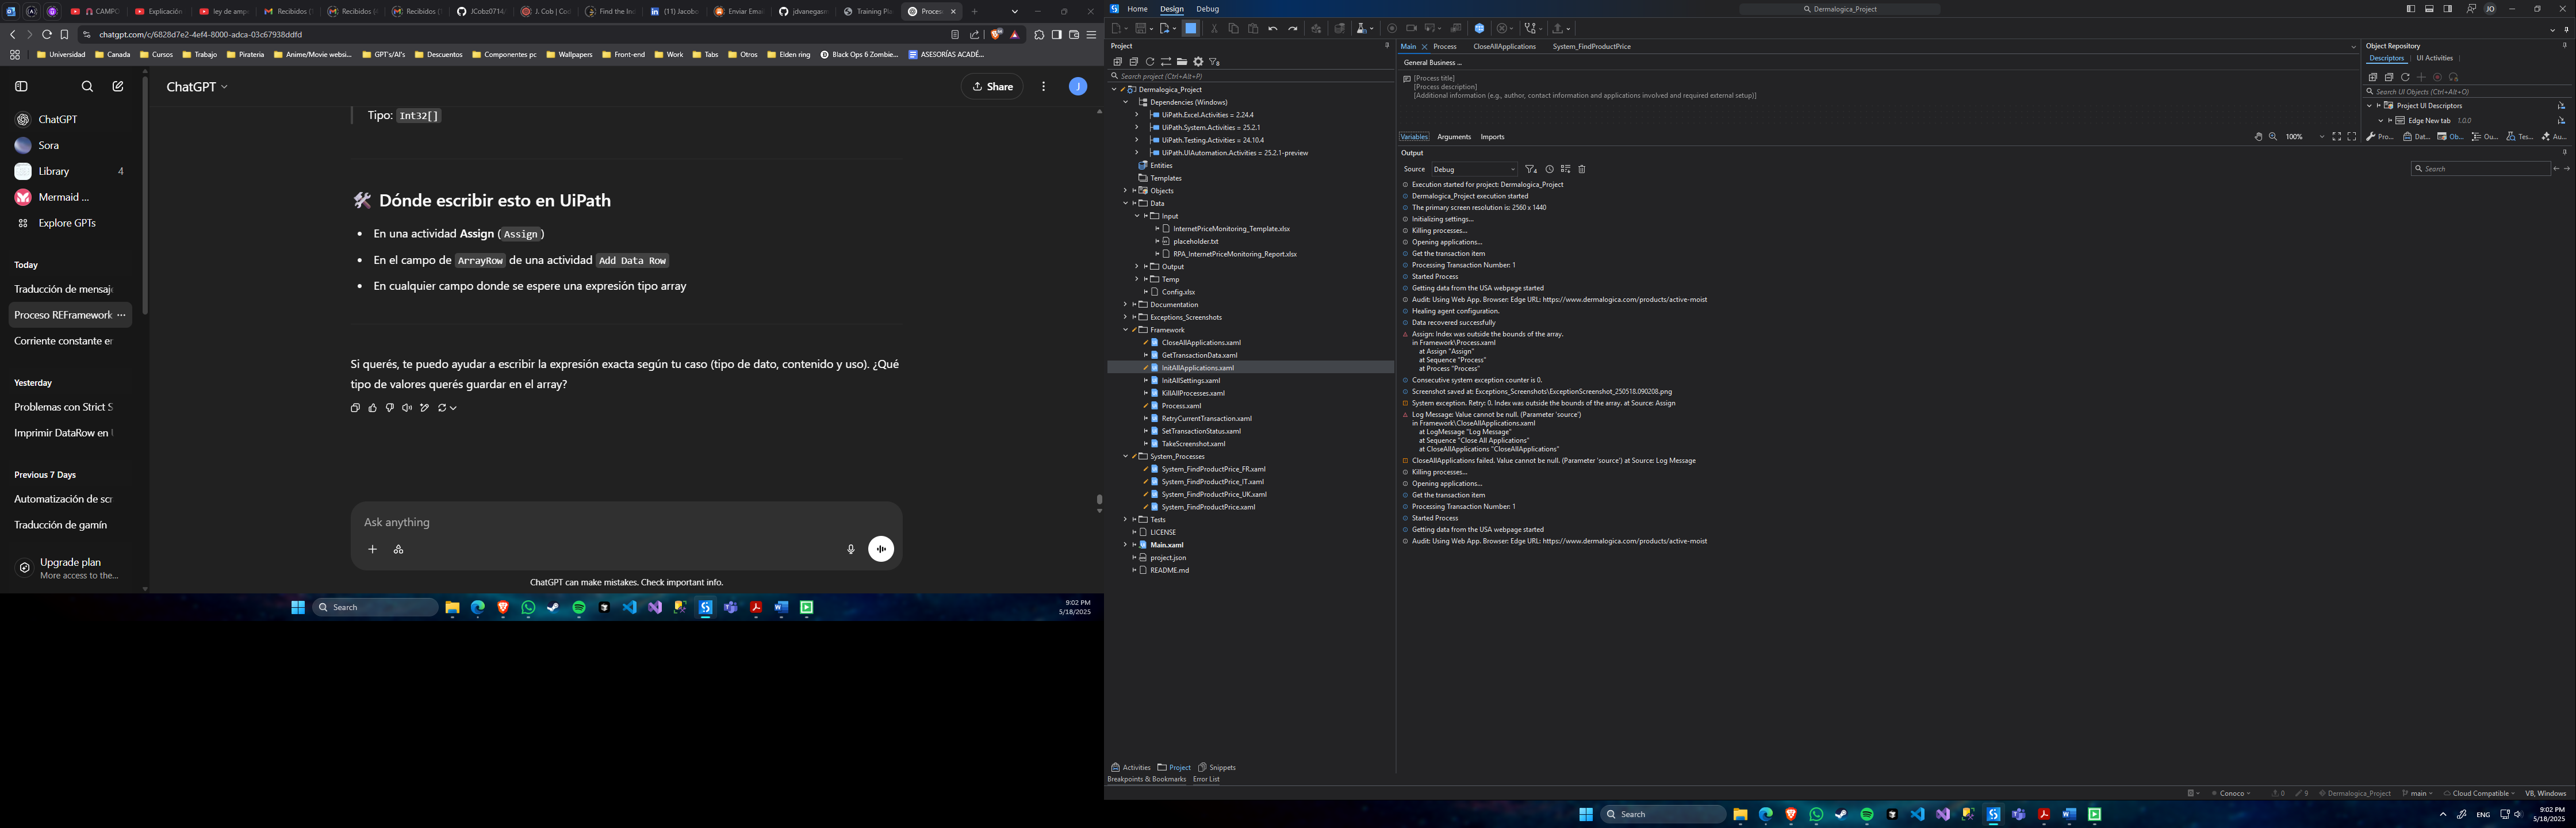 CAMPO
Explicación
ley de ampe
Recibidos (
Recibidos (
Recibidos (
JCobz0714
J. Cob | Cod
Find the Ins
(11) Jacobo
Enviar Emai
jdvanegasm
Training Pla
Proces
chatgpt.com/c/6828d7e2-4ef4-8000-adca-03c67938ddfd
Universidad
Canada
Cursos
Trabajo
Pirateria
Anime/Movie websi...
GPT's/AI's
Descuentos
Componentes pc
Wallpapers
Front-end
Work
Tabs
Otros
Elden ring
Black Ops 6 Zombie...
ASESORÍAS ACADÉ...
ChatGPT
Sora
Library 4
Mermaid ...
Explore GPTs
Today
Traducción de mensaje
Proceso REFramework ...
Corriente constante en
Yesterday
Problemas con Strict S
Imprimir DataRow en
Previous 7 Days
Automatización de scr
Traducción de gamín
Upgrade plan
More access to the...
ChatGPT
Share
J
Tipo: Int32[]
🛠️ Dónde escribir esto en UiPath
• En una actividad Assign (Assign)
• En el campo de ArrayRow de una actividad Add Data Row
• En cualquier campo donde se espere una expresión tipo array
Si querés, te puedo ayudar a escribir la expresión exacta según tu caso (tipo de dato, contenido y uso). ¿Qué
tipo de valores querés guardar en el array?
Ask anything
ChatGPT can make mistakes. Check important info.
Search
9:02 PM
5/18/2025
Home Design Debug
Dermalogica_Project
JO
Project
Search project (Ctrl+Alt+P)
Dermalogica_Project
Dependencies (Windows)
UiPath.Excel.Activities = 2.24.4
UiPath.System.Activities = 25.2.1
UiPath.Testing.Activities = 24.10.4
UiPath.UIAutomation.Activities = 25.2.1-preview
Entities
Templates
Objects
Data
Input
InternetPriceMonitoring_Template.xlsx
placeholder.txt
RPA_InternetPriceMonitoring_Report.xlsx
Output
Temp
Config.xlsx
Documentation
Exceptions_Screenshots
Framework
CloseAllApplications.xaml
GetTransactionData.xaml
InitAllApplications.xaml
InitAllSettings.xaml
KillAllProcesses.xaml
Process.xaml
RetryCurrentTransaction.xaml
SetTransactionStatus.xaml
TakeScreenshot.xaml
System_Processes
System_FindProductPrice_FR.xaml
System_FindProductPrice_IT.xaml
System_FindProductPrice_UK.xaml
System_FindProductPrice.xaml
Tests
LICENSE
Main.xaml
project.json
README.md
Activities Project Snippets
Breakpoints & Bookmarks Error List
Main Process CloseAllApplications System_FindProductPrice
General Business ...
[Process title]
[Process description]
[Additional information (e.g., author, contact information and applications involved and required external setup)]
Variables Arguments Imports
100%
Output
Source Debug
Search
Execution started for project: Dermalogica_Project
Dermalogica_Project execution started
The primary screen resolution is: 2560 x 1440
Initializing settings...
Killing processes...
Opening applications...
Get the transaction item
Processing Transaction Number: 1
Started Process
Getting data from the USA webpage started
Audit: Using Web App. Browser: Edge URL: https://www.dermalogica.com/products/active-moist
Healing agent configuration.
Data recovered successfully
Assign: Index was outside the bounds of the array.
in Framework\Process.xaml
at Assign "Assign"
at Sequence "Process"
at Process "Process"
Consecutive system exception counter is 0.
Screenshot saved at: Exceptions_Screenshots\ExceptionScreenshot_250518.090208.png
System exception. Retry: 0. Index was outside the bounds of the array. at Source: Assign
Log Message: Value cannot be null. (Parameter 'source')
in Framework\CloseAllApplications.xaml
at LogMessage "Log Message"
at Sequence "Close All Applications"
at CloseAllApplications "CloseAllApplications"
CloseAllApplications failed. Value cannot be null. (Parameter 'source') at Source: Log Message
Killing processes...
Opening applications...
Get the transaction item
Processing Transaction Number: 1
Started Process
Getting data from the USA webpage started
Audit: Using Web App. Browser: Edge URL: https://www.dermalogica.com/products/active-moist
Object Repository
Descriptors UI Activities
Search UI Objects (Ctrl+Alt+O)
Project UI Descriptors
Edge New tab 1.0.0
Pro... Dat... Ob... Ou... Tes... Au...
Conoco
0
9
Dermalogica_Project
main
Cloud Compatible
VB, Windows
Search
ENG
9:02 PM
5/18/2025